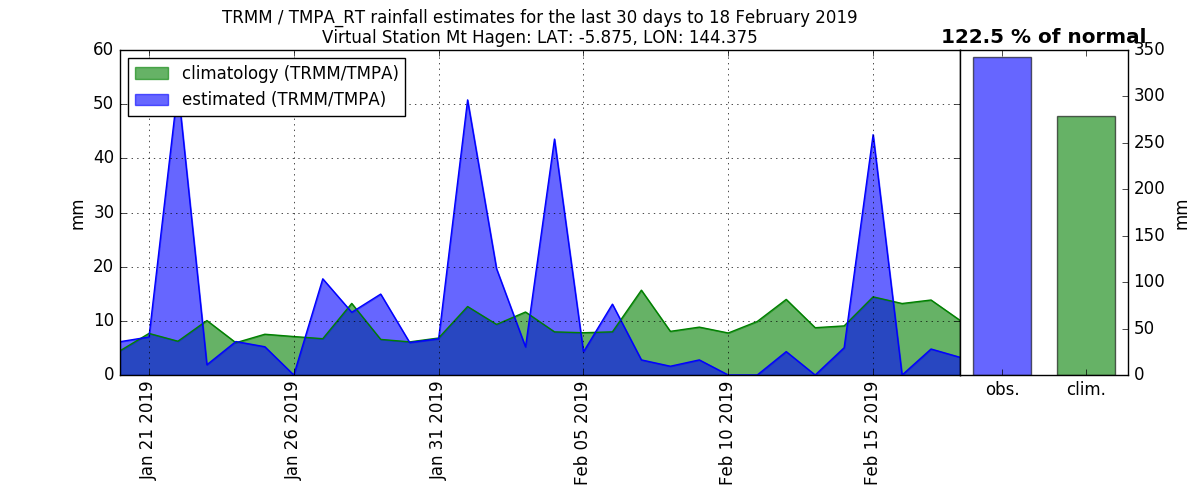 TRMM / TMPA_RT rainfall estimates for the last 30 days to 18 February 2019
Virtual Station Mt Hagen: LAT: -5.875, LON: 144.375
122.5 % of normal
climatology (TRMM/TMPA)
estimated (TRMM/TMPA)
60
50
40
30
20
10
0
mm
Jan 21 2019
Jan 26 2019
Jan 31 2019
Feb 05 2019
Feb 10 2019
Feb 15 2019
obs.
clim.
350
300
250
200
150
100
50
0
mm